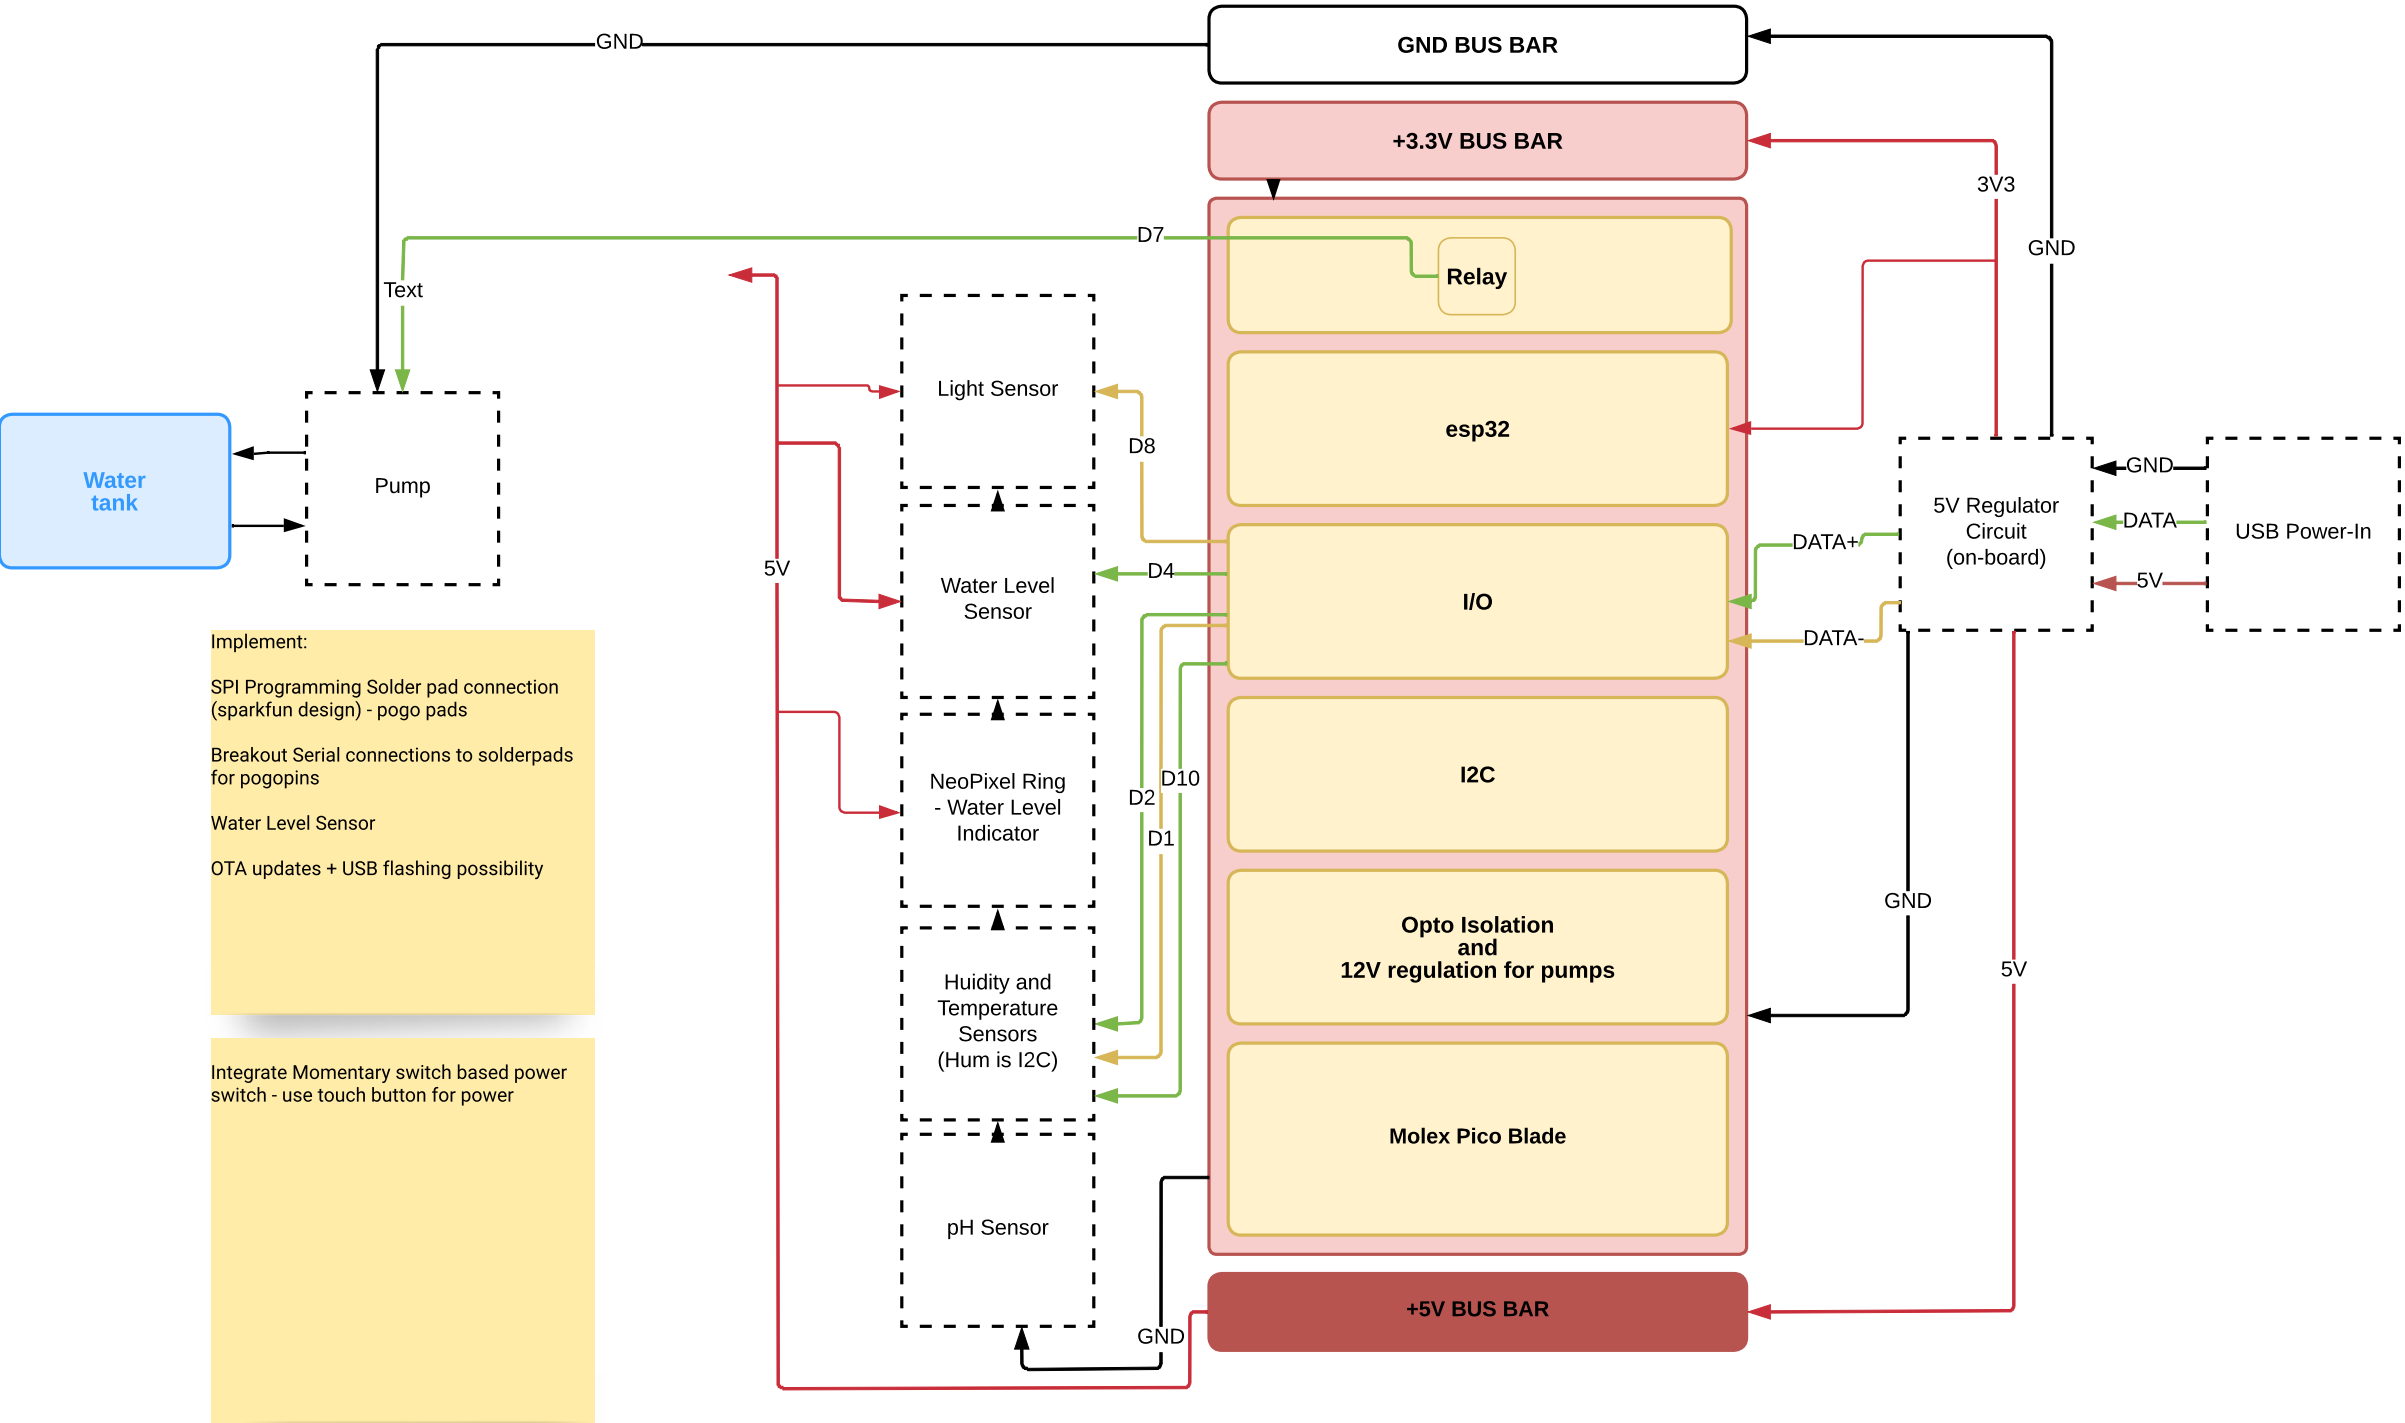 GND BUS BAR
GND
+3.3V BUS BAR
3V3
D7
GND
Relay
Text
Light Sensor
esp32
D8
Water
tank
Pump
GND
DATA
5V
5V Regulator
Circuit
(on-board)
USB Power-In
DATA+
DATA-
I/O
D4
5V
Water Level
Sensor
Implement:
SPI Programming Solder pad connection
(sparkfun design) - pogo pads
Breakout Serial connections to solderpads
for pogopins
Water Level Sensor
OTA updates + USB flashing possibility
NeoPixel Ring
- Water Level
Indicator
D10
D2
D1
I2C
Opto Isolation
and
12V regulation for pumps
GND
5V
Huidity and
Temperature
Sensors
(Hum is I2C)
Integrate Momentary switch based power
switch - use touch button for power
Molex Pico Blade
pH Sensor
GND
+5V BUS BAR